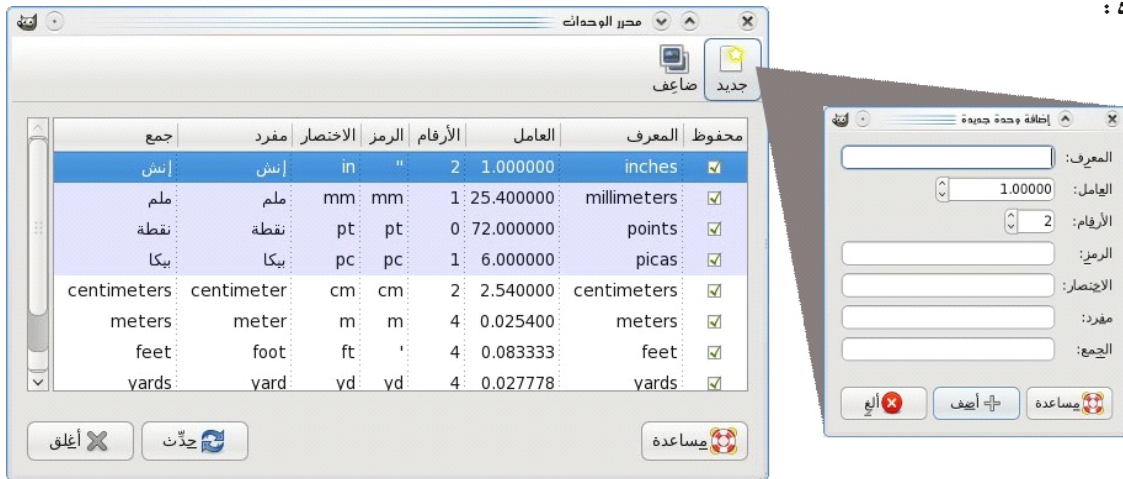 محرر الوحدات
جديد ضاعِف
محفوظ المعرف العامل الأرقام الرمز الاختصار مفرد جمع
inches 1.000000 2 " in إنش إنش
millimeters 25.400000 1 mm mm ملم ملم
points 72.000000 0 pt pt نقطة نقطة
picas 6.000000 1 pc pc بيكا بيكا
centimeters 2.540000 2 cm cm centimeter centimeters
meters 0.025400 4 m m meter meters
feet 0.083333 4 ' ft foot feet
yards 0.027778 4 yd yd yard yards
مساعدة حدِّث أغلق
إضافة وحدة جديدة
المعرف:
العامل: 1.00000
الأرقام: 2
الرمز:
الاختصار:
مفرد:
الجمع:
مساعدة أضف ألغ